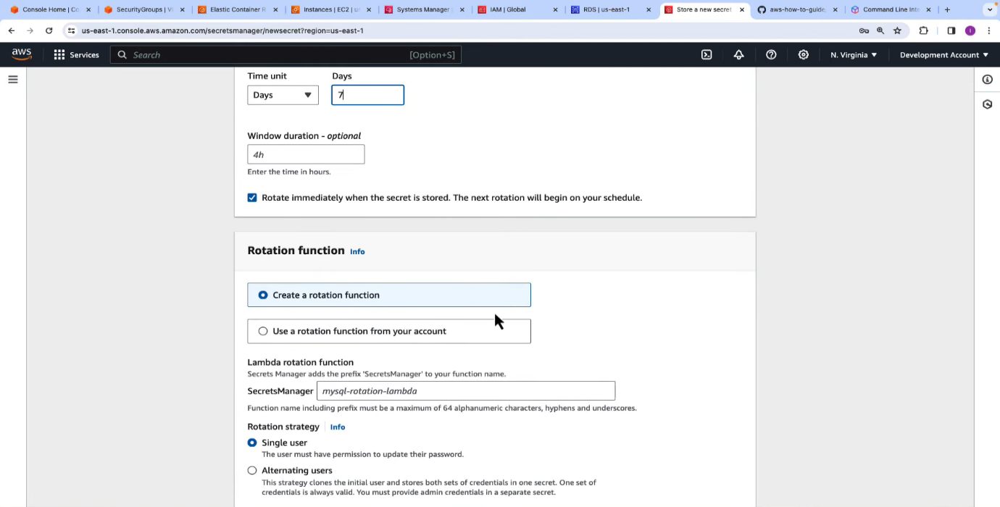 Console Home | Co
SecurityGroups | V
Elastic Container R
Instances | EC2 | us
Systems Manager
IAM | Global
RDS | us-east-1
Store a new secret
aws-how-to-guide
Command Line Inte
us-east-1.console.aws.amazon.com/secretsmanager/newsecret?region=us-east-1
aws
Services
Search
[Option+S]
N. Virginia
Development Account
Time unit
Days
Days
7
Window duration - optional
4h
Enter the time in hours.
Rotate immediately when the secret is stored. The next rotation will begin on your schedule.
Rotation function Info
Create a rotation function
Use a rotation function from your account
Lambda rotation function
Secrets Manager adds the prefix 'SecretsManager' to your function name.
SecretsManager mysql-rotation-lambda
Function name including prefix must be a maximum of 64 alphanumeric characters, hyphens and underscores.
Rotation strategy Info
Single user
The user must have permission to update their password.
Alternating users
This strategy clones the initial user and stores both sets of credentials in one secret. One set of
credentials is always valid. You must provide admin credentials in a separate secret.